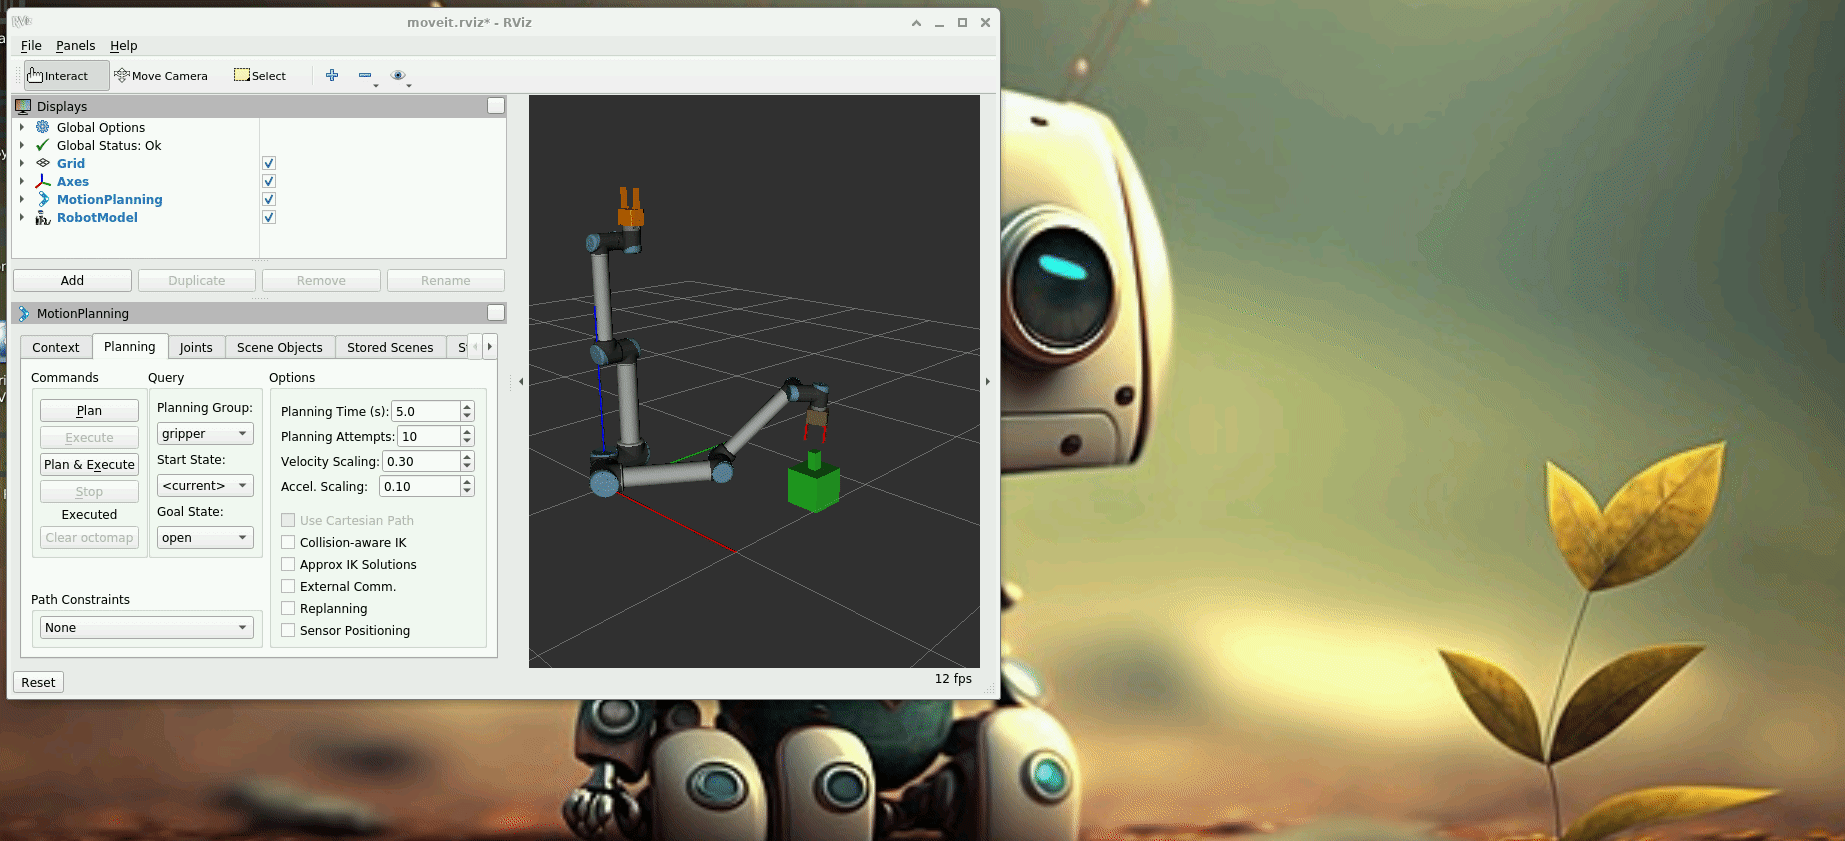 moveit.rviz* - RViz
File Panels Help
Interact Move Camera Select
Displays
Global Options
Global Status: Ok
Grid
Axes
MotionPlanning
RobotModel
Add Duplicate Remove Rename
MotionPlanning
Context Planning Joints Scene Objects Stored Scenes
Commands Query Options
Plan
Execute
Plan & Execute
Stop
Executed
Clear octomap
Planning Group:
gripper
Start State:
<current>
Goal State:
open
Planning Time (s): 5.0
Planning Attempts: 10
Velocity Scaling: 0.30
Accel. Scaling: 0.10
Use Cartesian Path
Collision-aware IK
Approx IK Solutions
External Comm.
Replanning
Sensor Positioning
Path Constraints
None
Reset
12 fps